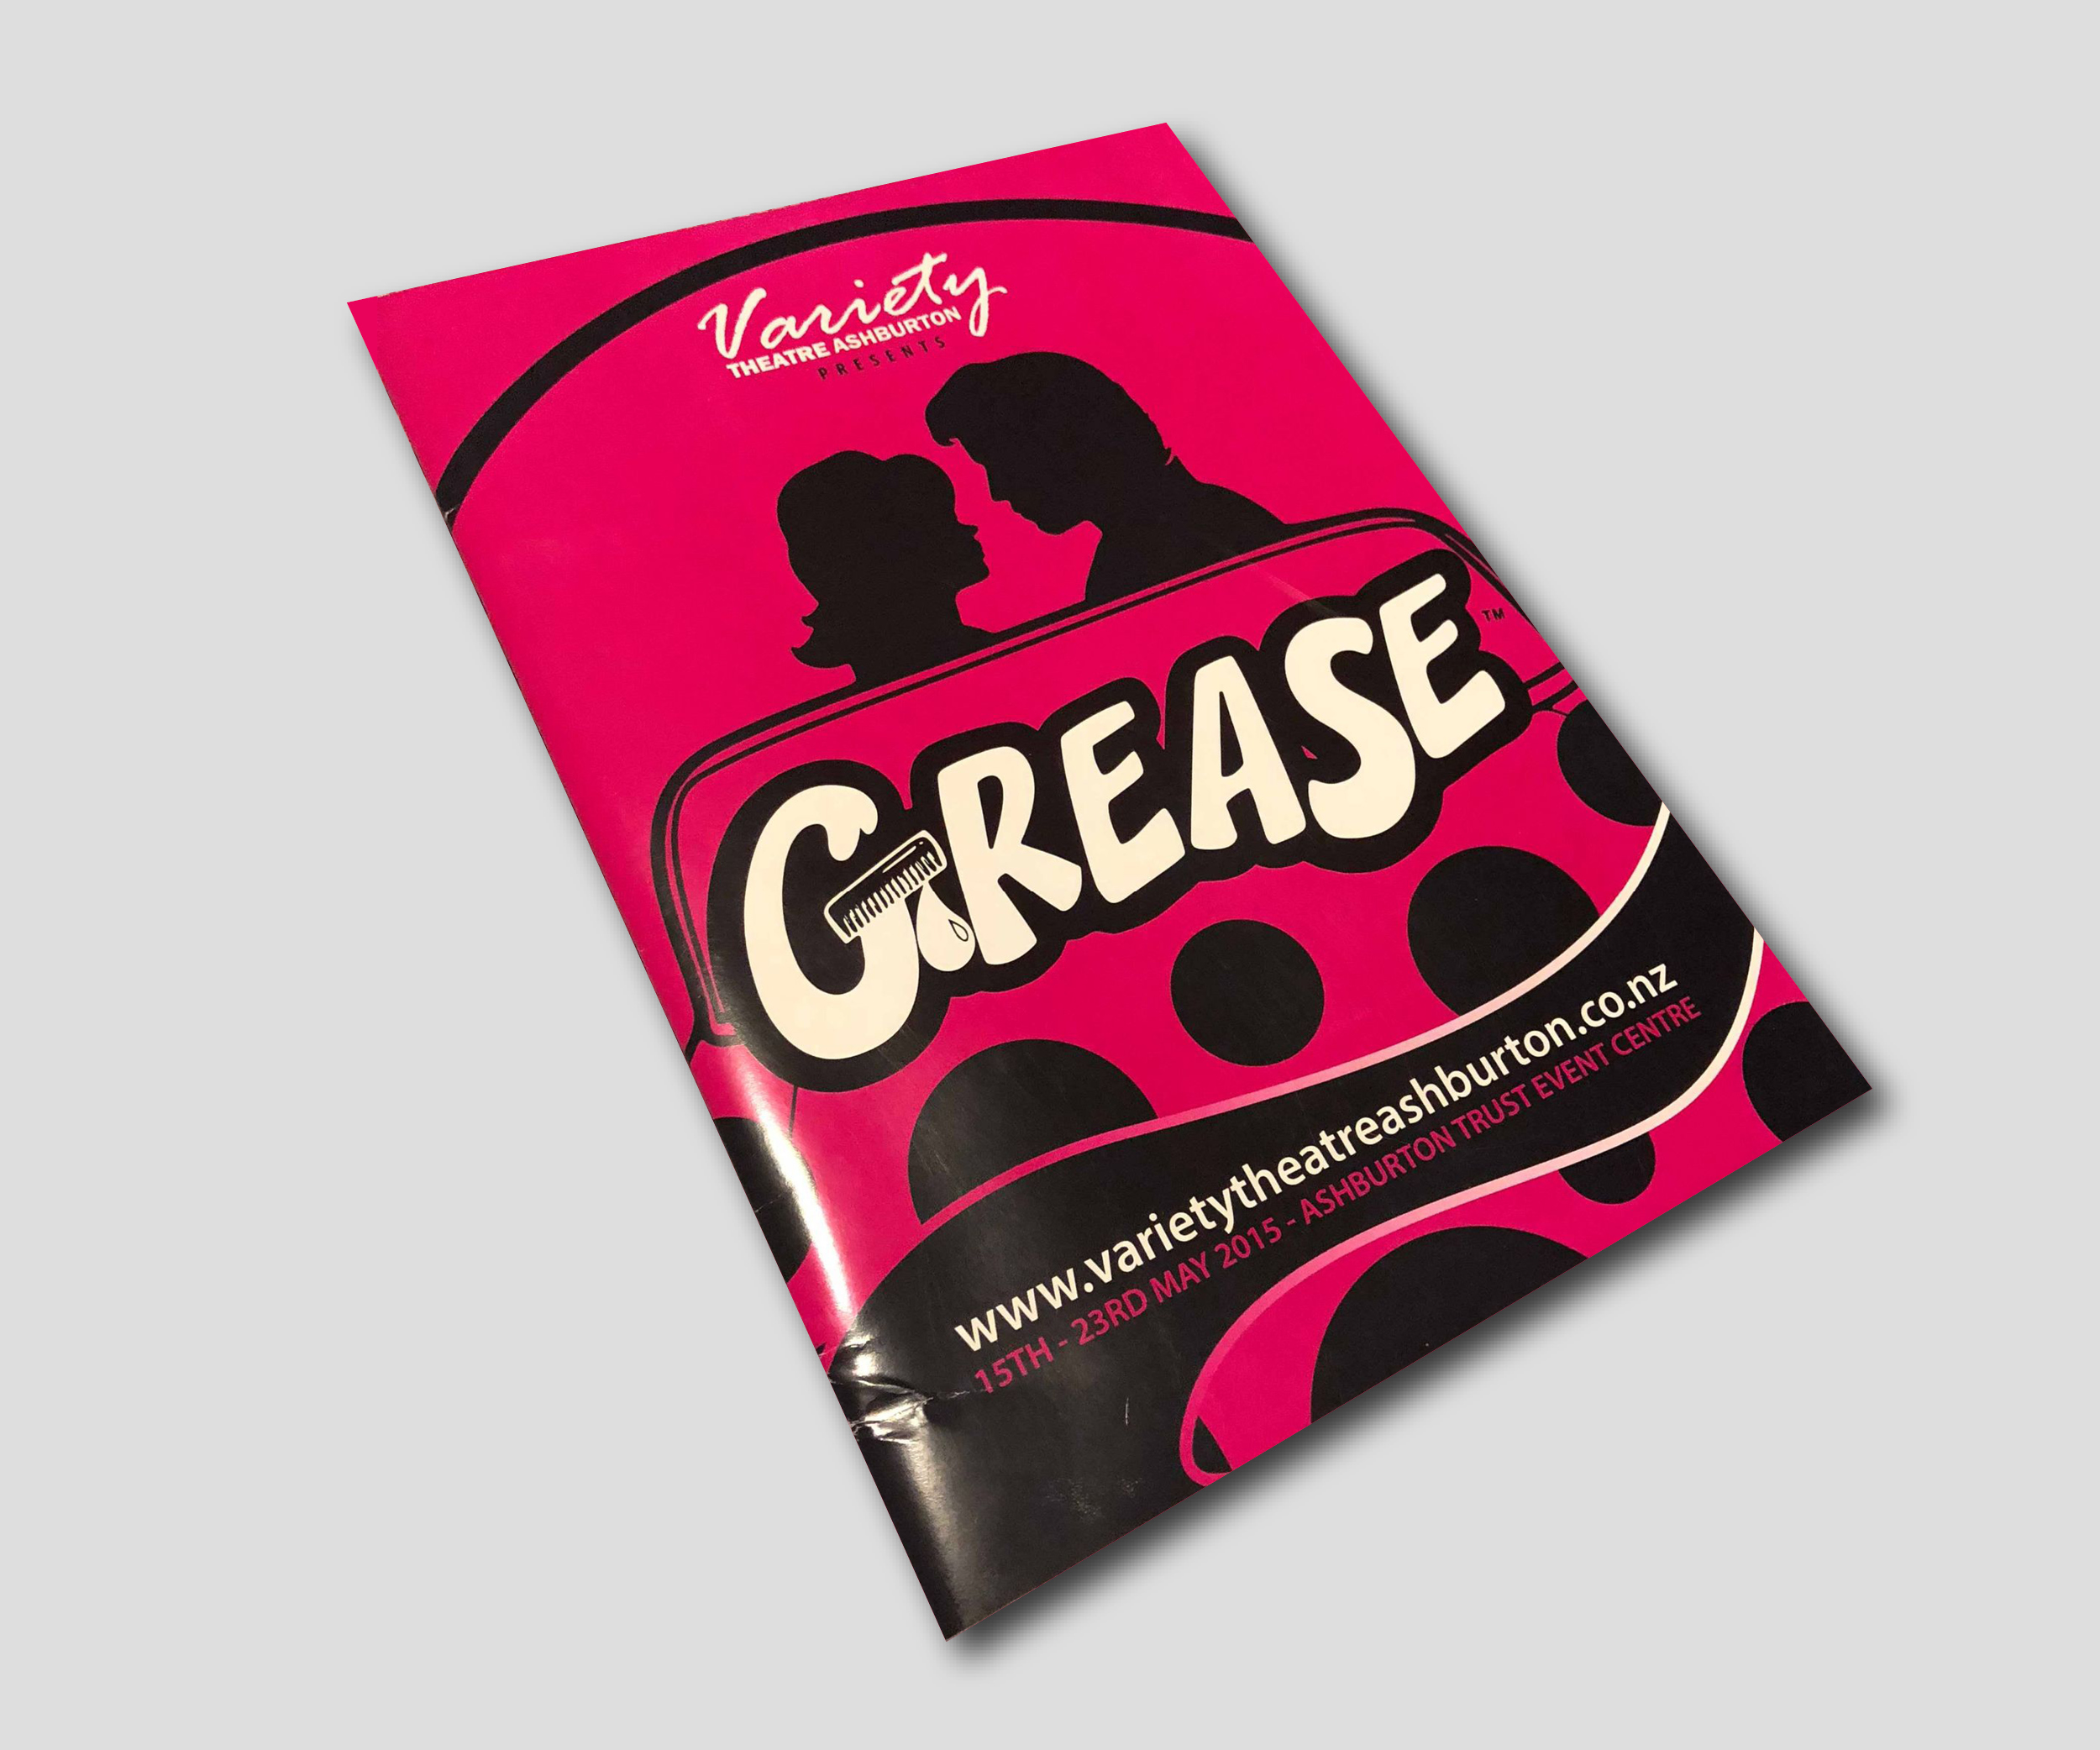 Variety
THEATRE ASHBURTON
PRESENTS
GREASE™
www.varietytheatreashburton.co.nz
15TH - 23RD MAY 2015 - ASHBURTON TRUST EVENT CENTRE